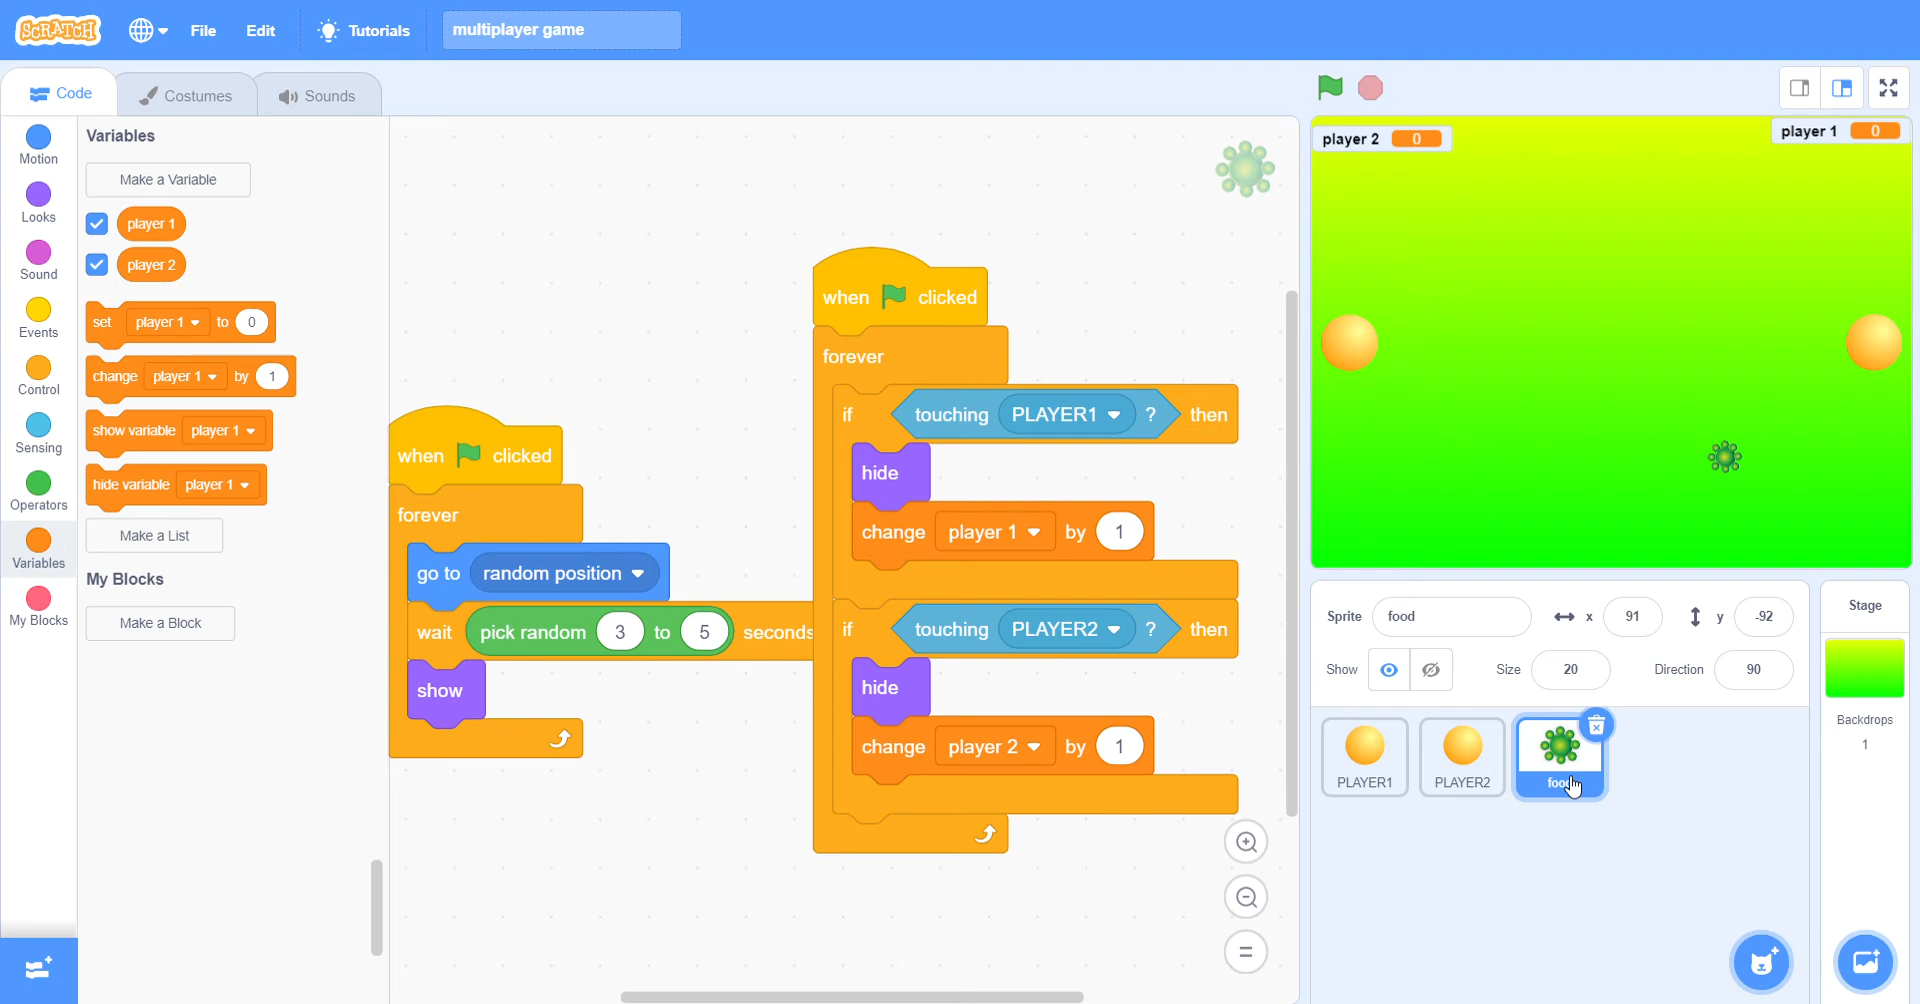 SCRATCH
File
Edit
Tutorials
multiplayer game
Code
Costumes
Sounds
Motion
Looks
Sound
Events
Control
Sensing
Operators
Variables
My Blocks
Variables
Make a Variable
player 1
player 2
set player 1 to 0
change player 1 by 1
show variable player 1
hide variable player 1
Make a List
My Blocks
Make a Block
when clicked
forever
go to random position
wait pick random 3 to 5 seconds
show
when clicked
forever
if touching PLAYER1 ? then
hide
change player 1 by 1
if touching PLAYER2 ? then
hide
change player 2 by 1
player 2 0
player 1 0
Sprite food x 91 y -92
Show Size 20 Direction 90
PLAYER1
PLAYER2
Stage
Backdrops
1